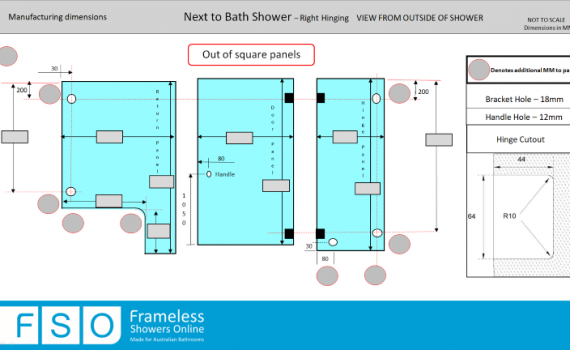 Manufacturing dimensions
Next to Bath Shower – Right Hinging VIEW FROM OUTSIDE OF SHOWER
NOT TO SCALE
Dimensions in MM
Out of square panels
30
200
Return Panel
Door Panel
Hinge Panel
200
80
Handle
1050
30
80
Denotes additional MM to pa
Bracket Hole – 18mm
Handle Hole – 12mm
Hinge Cutout
44
64
R10
FSO
Frameless
Showers Online
Made for Australian Bathrooms